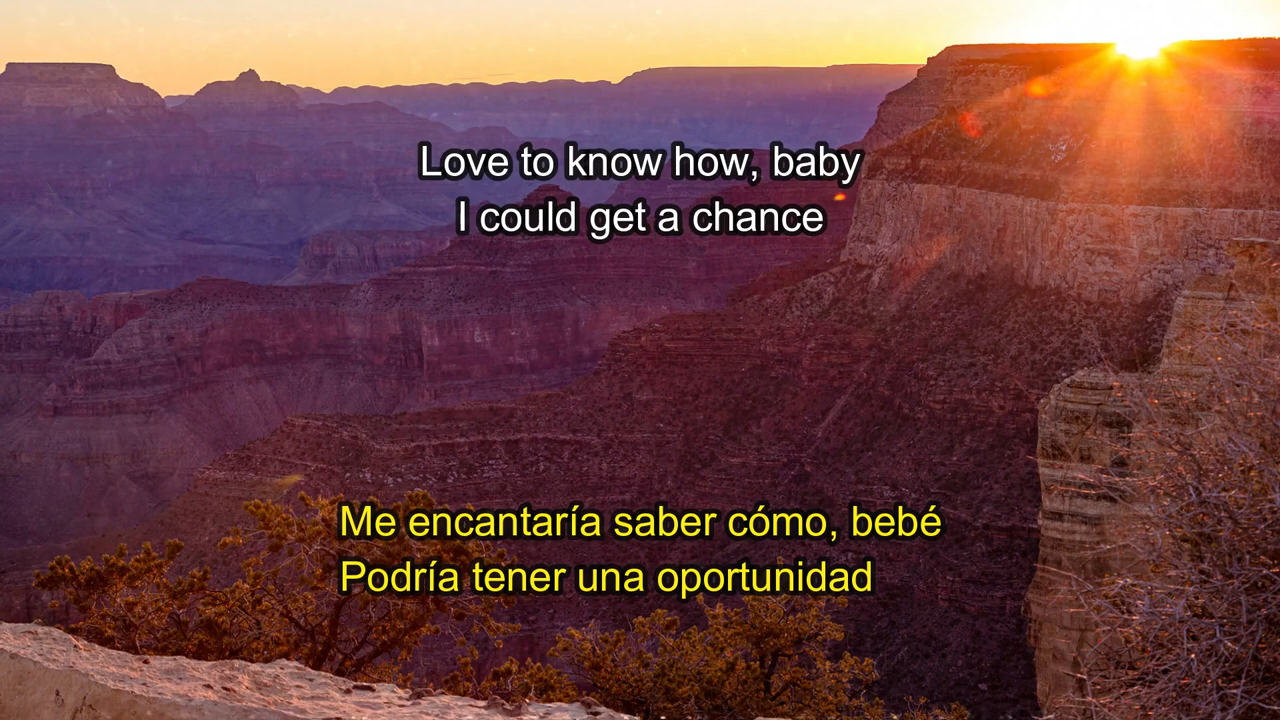 Love to know how, baby
I could get a chance
Me encantaría saber cómo, bebé
Podría tener una oportunidad